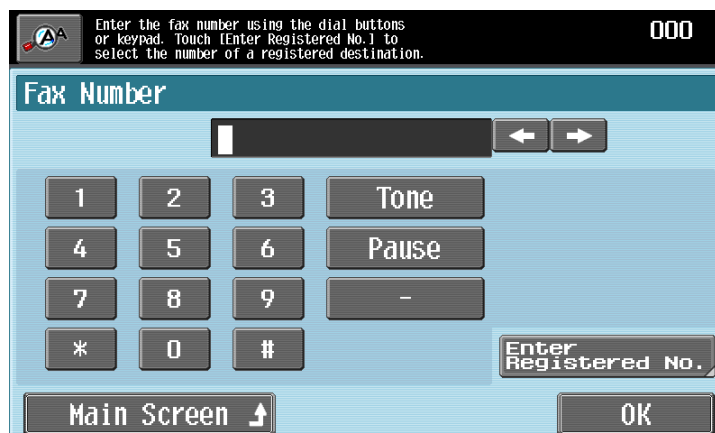 Enter the fax number using the dial buttons
or keypad. Touch [Enter Registered No.] to
select the number of a registered destination.
000
Fax Number
1 2 3 Tone
4 5 6 Pause
7 8 9 -
* 0 #
Enter
Registered No.
Main Screen OK